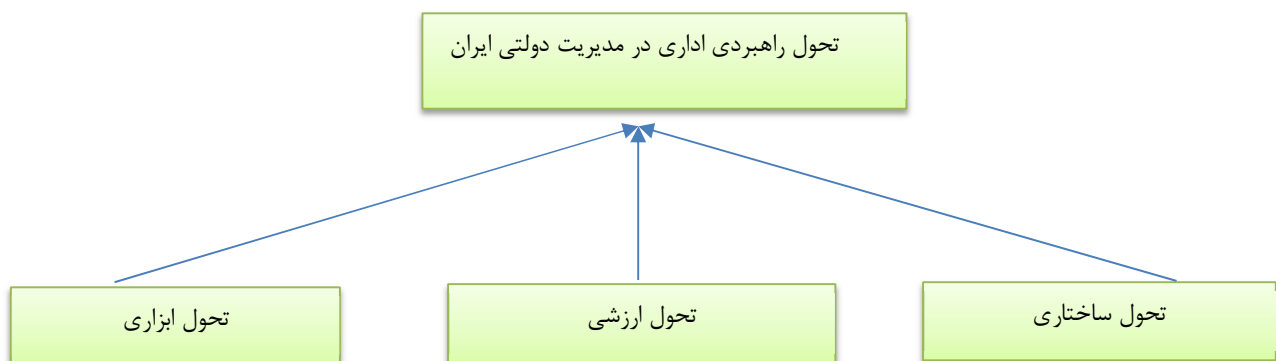 تحول راهبردی اداری در مدیریت دولتی ایران
تحول ساختاری
تحول ارزشی
تحول ابزاری